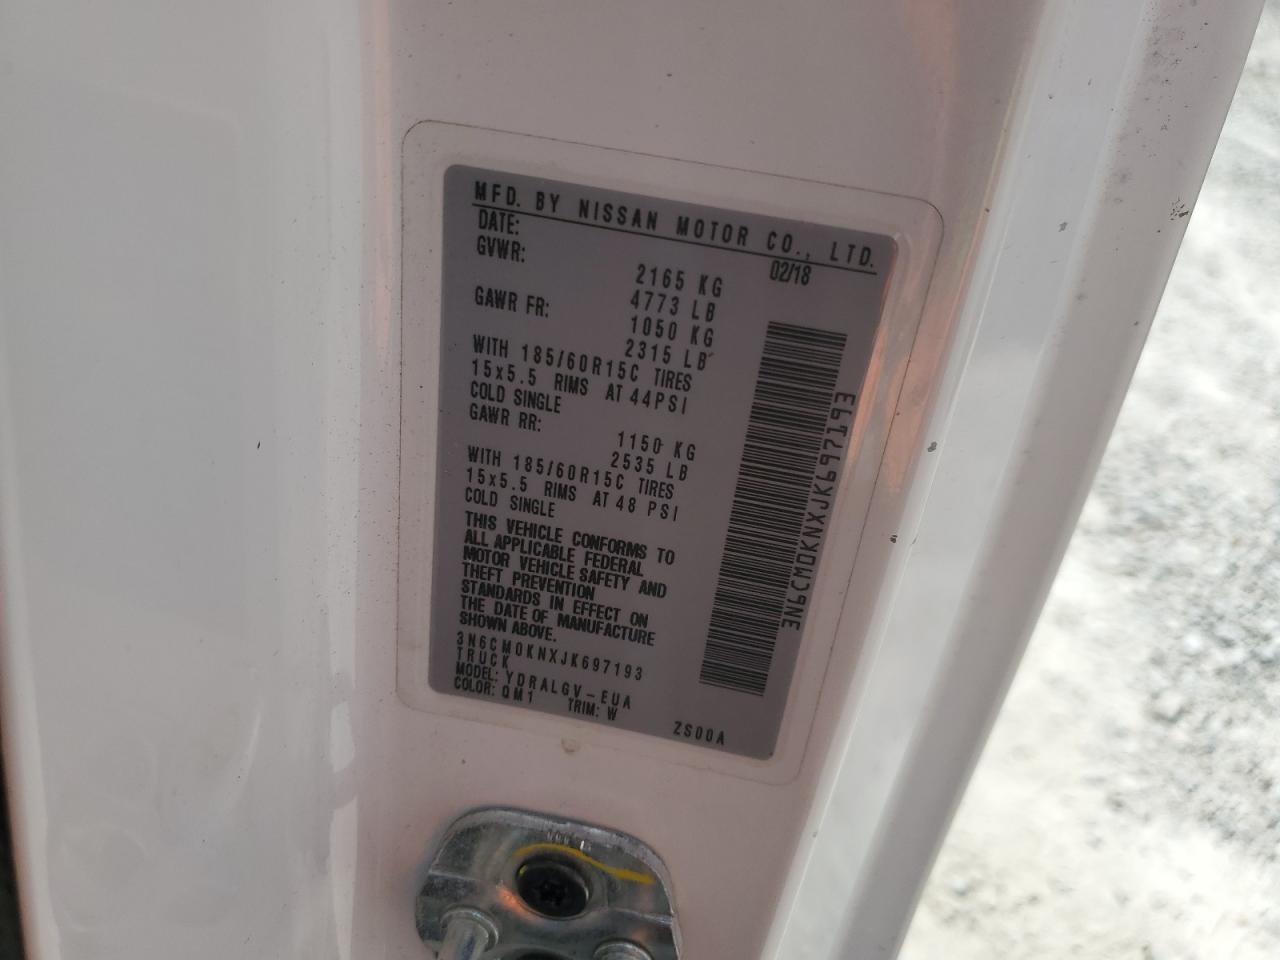 MFD. BY NISSAN MOTOR CO., LTD.
DATE: 02/18
GVWR: 2165 KG
4773 LB
GAWR FR: 1050 KG
2315 LB
WITH 185/60R15C TIRES
15x5.5 RIMS AT 44PSI
COLD SINGLE
GAWR RR: 1150 KG
2535 LB
WITH 185/60R15C TIRES
15x5.5 RIMS AT 48 PSI
COLD SINGLE
THIS VEHICLE CONFORMS TO
ALL APPLICABLE FEDERAL
MOTOR VEHICLE SAFETY AND
THEFT PREVENTION
STANDARDS IN EFFECT ON
THE DATE OF MANUFACTURE
SHOWN ABOVE.
3N6CM0KNXJK697193
TRUCK
MODEL: YDRALGV-EUA
COLOR: QM1 TRIM: W
ZS00A
3N6CM0KNXJK697193